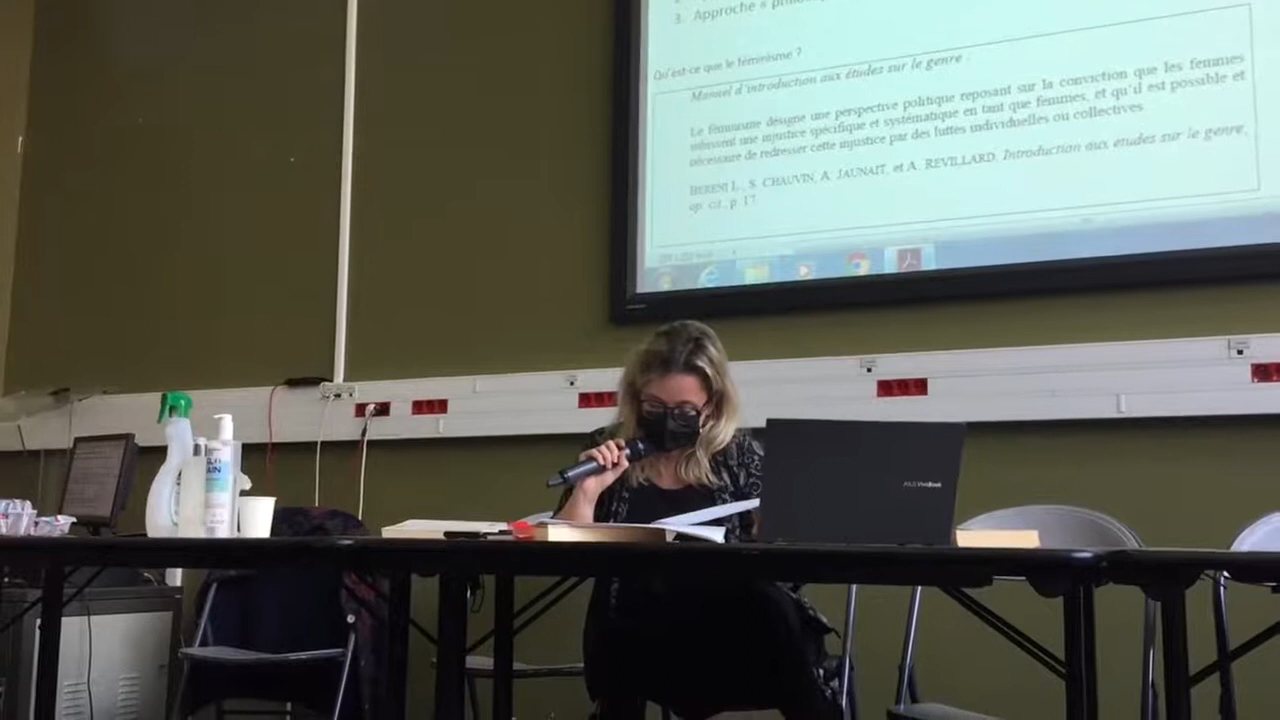 3. Approche «
Qu'est-ce que le féminisme ?
Manuel d'introduction aux études sur le genre.
Le féminisme désigne une perspective politique reposant sur la conviction que les femmes
subissent une injustice spécifique et systématique en tant que femmes, et qu'il est possible et
nécessaire de redresser cette injustice par des luttes individuelles ou collectives.
BERENI L., S. CHAUVIN, A. JAUNAIT, et A. REVILLARD, Introduction aux études sur le genre,
op. cit., p. 17.
ASUS VivoBook